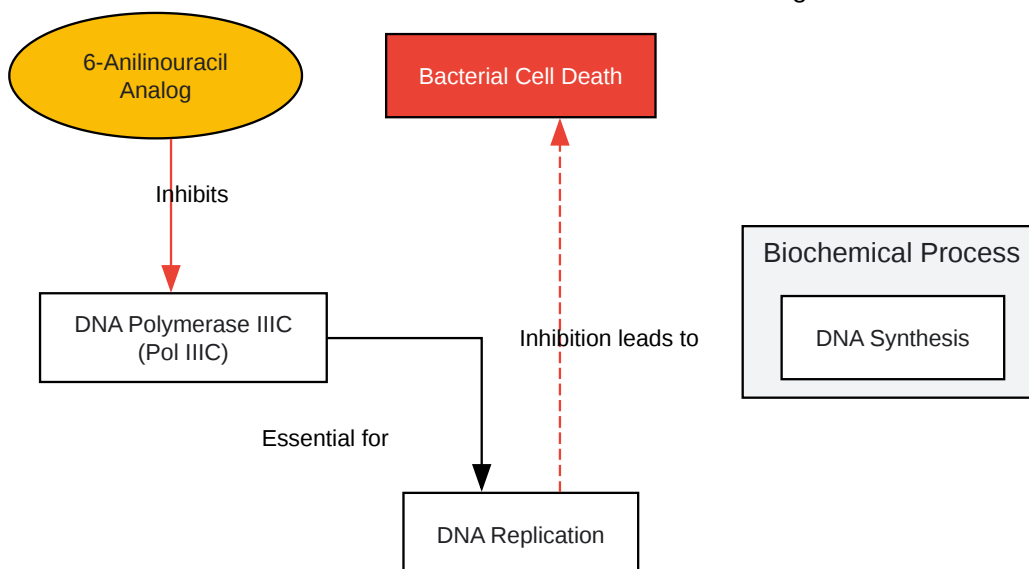 6-Anilinouracil
Analog
Bacterial Cell Death
Inhibits
Biochemical Process
DNA Polymerase IIIC
(Pol IIIC)
Inhibition leads to
DNA Synthesis
Essential for
DNA Replication